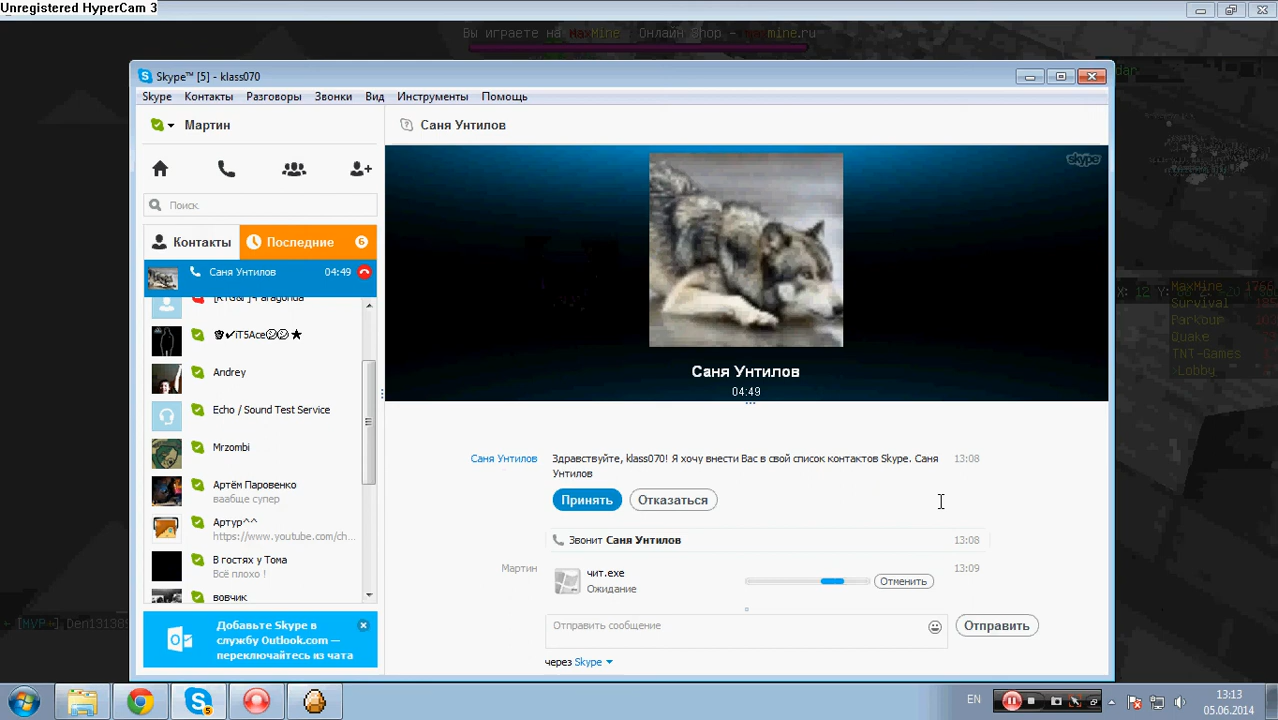 Unregistered HyperCam 3
Вы играете на MaxMine | Онлайн Shop - maxmine.ru
Skype™ [5] - klass070
Skype Контакты Разговоры Звонки Вид Инструменты Помощь
Мартин
Саня Унтилов
skype
Поиск
Контакты
Последние 6
Саня Унтилов 04:49
iT5Ace
Andrey
Echo / Sound Test Service
Mrzombi
Артём Паровенко
ваабще супер
Артур^^
https://www.youtube.com/ch...
В гостях у Тома
Всё плохо !
вовчик
Добавьте Skype в
службу Outlook.com —
переключайтесь из чата
Саня Унтилов
04:49
Саня Унтилов
Здравствуйте, klass070! Я хочу внести Вас в свой список контактов Skype. Саня
Унтилов
13:08
Принять
Отказаться
Звонит Саня Унтилов 13:08
Мартин
чит.exe
Ожидание
Отменить
13:09
Отправить сообщение
Отправить
через Skype
MaxMine
Survival
Parkour
Quake
TNT-Games
>Lobby
EN
13:13
05.06.2014